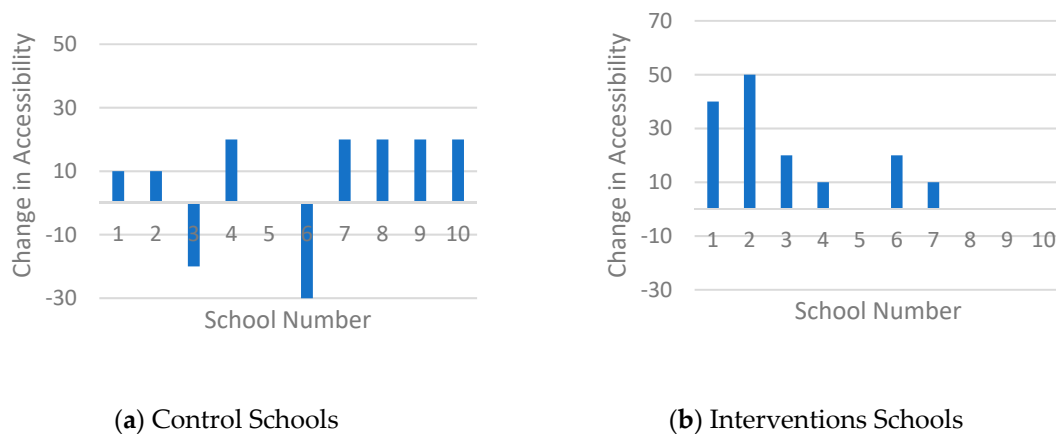 Change in Accessibility
50
30
10
-10
-30
1 2 3 4 5 6 7 8 9 10
School Number
(a) Control Schools
Change in Accessibility
70
50
30
10
-10
-30
1 2 3 4 5 6 7 8 9 10
School Number
(b) Interventions Schools